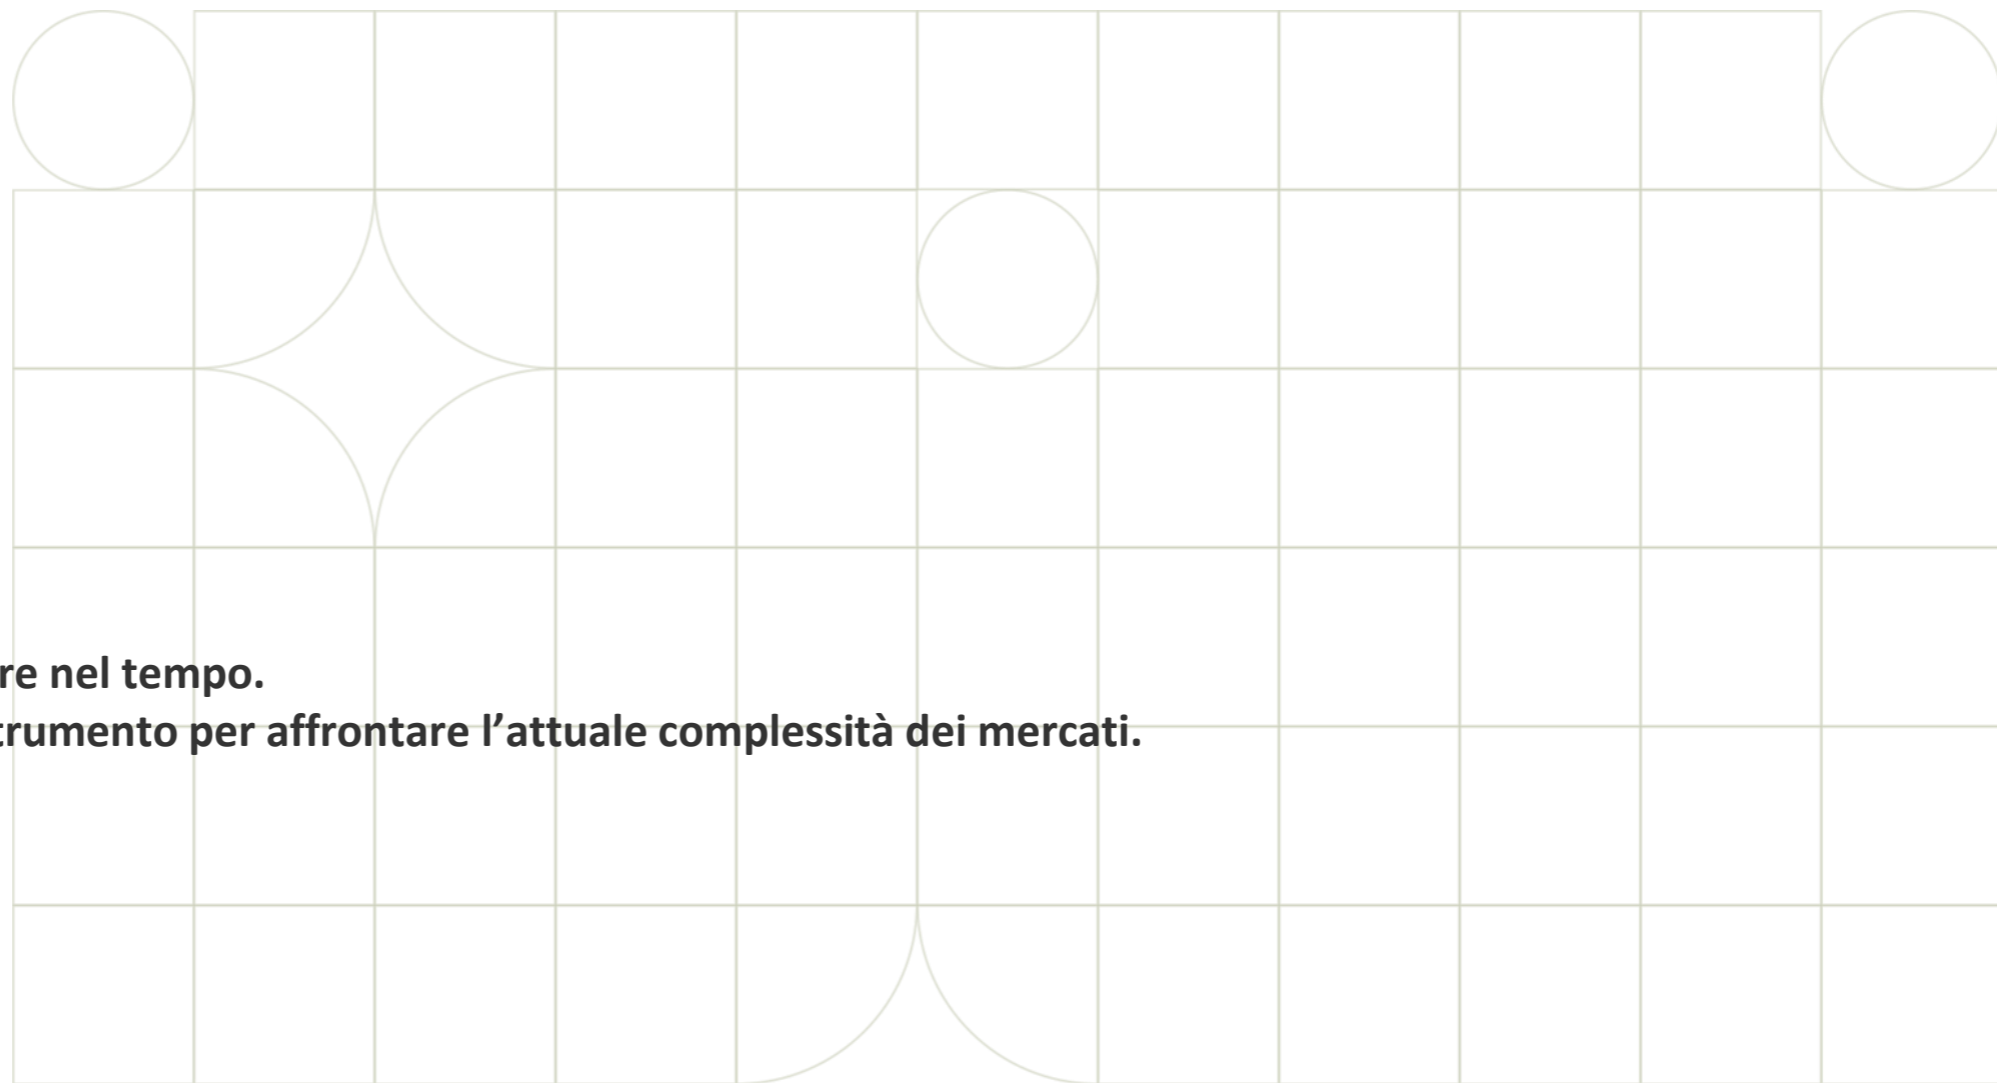 re nel tempo.
trumento per affrontare l’attuale complessità dei mercati.